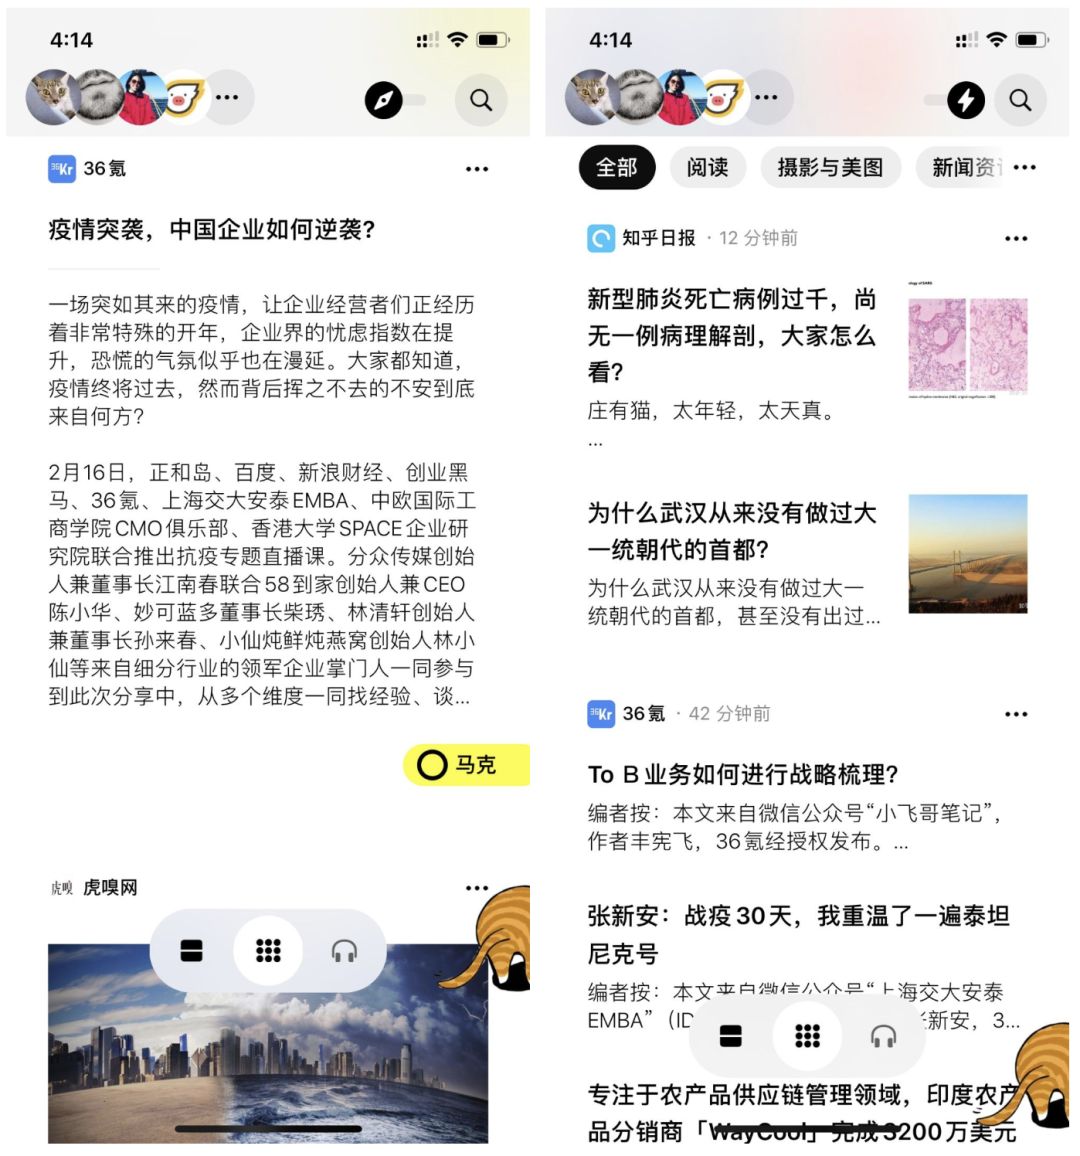 4:14
36Kr 36氪
疫情突袭，中国企业如何逆袭？
一场突如其来的疫情，让企业经营者们正经历
着非常特殊的开年，企业界的忧虑指数在提
升，恐慌的气氛似乎也在漫延。大家都知道，
疫情终将过去，然而背后挥之不去的不安到底
来自何方？
2月16日，正和岛、百度、新浪财经、创业黑
马、36氪、上海交大安泰EMBA、中欧国际工
商学院CMO俱乐部、香港大学SPACE企业研
究院联合推出抗疫专题直播课。分众传媒创始
人兼董事长江南春联合58到家创始人兼CEO
陈小华、妙可蓝多董事长柴琇、林清轩创始人
兼董事长孙来春、小仙炖鲜炖燕窝创始人林小
仙等来自细分行业的领军企业掌门人一同参与
到此次分享中，从多个维度一同找经验、谈...
马克
虎嗅 虎嗅网
4:14
全部 阅读 摄影与美图 新闻资讯
知乎日报 · 12 分钟前
新型肺炎死亡病例过千，尚
无一例病理解剖，大家怎么
看？
庄有猫，太年轻，太天真。
...
为什么武汉从来没有做过大
一统朝代的首都？
为什么武汉从来没有做过大一
统朝代的首都，甚至没有出过...
36Kr 36氪 · 42 分钟前
To B 业务如何进行战略梳理？
编者按：本文来自微信公众号“小飞哥笔记”，
作者丰宪飞，36氪经授权发布。...
张新安：战疫 30 天，我重温了一遍泰坦
尼克号
编者按：本文来自微信公众号“上海交大安泰
EMBA”（ID 张新安，3...
专注于农产品供应链管理领域，印度农产
品分销商「WayCool」完成3200万美元